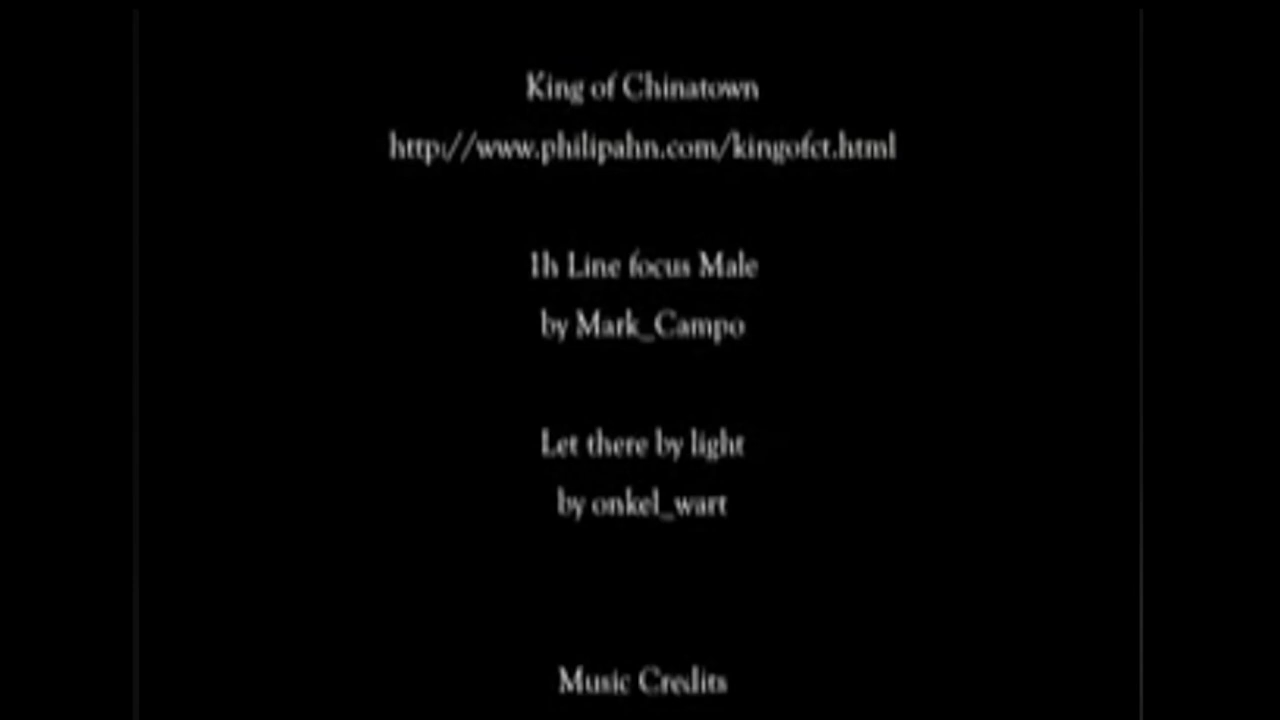 King of Chinatown
http://www.philipahn.com/kingofct.html
1h Line focus Male
by Mark_Campo
Let there by light
by onkel_wart
Music Credits